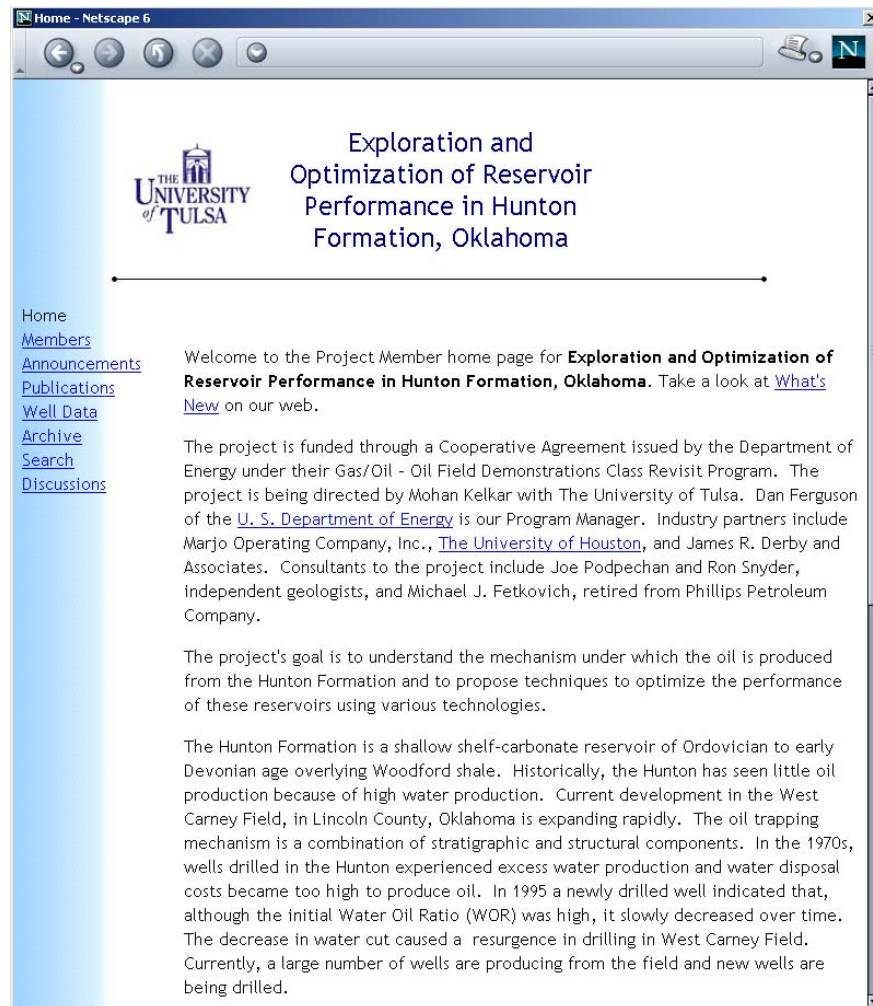 Home - Netscape 6
N
THE
UNIVERSITY
of TULSA
Exploration and
Optimization of Reservoir
Performance in Hunton
Formation, Oklahoma
Home
Members
Announcements
Publications
Well Data
Archive
Search
Discussions
Welcome to the Project Member home page for Exploration and Optimization of
Reservoir Performance in Hunton Formation, Oklahoma. Take a look at What's
New on our web.
The project is funded through a Cooperative Agreement issued by the Department of
Energy under their Gas/Oil - Oil Field Demonstrations Class Revisit Program. The
project is being directed by Mohan Kelkar with The University of Tulsa. Dan Ferguson
of the U. S. Department of Energy is our Program Manager. Industry partners include
Marjo Operating Company, Inc., The University of Houston, and James R. Derby and
Associates. Consultants to the project include Joe Podpechan and Ron Snyder,
independent geologists, and Michael J. Fetkovich, retired from Phillips Petroleum
Company.
The project's goal is to understand the mechanism under which the oil is produced
from the Hunton Formation and to propose techniques to optimize the performance
of these reservoirs using various technologies.
The Hunton Formation is a shallow shelf-carbonate reservoir of Ordovician to early
Devonian age overlying Woodford shale. Historically, the Hunton has seen little oil
production because of high water production. Current development in the West
Carney Field, in Lincoln County, Oklahoma is expanding rapidly. The oil trapping
mechanism is a combination of stratigraphic and structural components. In the 1970s,
wells drilled in the Hunton experienced excess water production and water disposal
costs became too high to produce oil. In 1995 a newly drilled well indicated that,
although the initial Water Oil Ratio (WOR) was high, it slowly decreased over time.
The decrease in water cut caused a resurgence in drilling in West Carney Field.
Currently, a large number of wells are producing from the field and new wells are
being drilled.